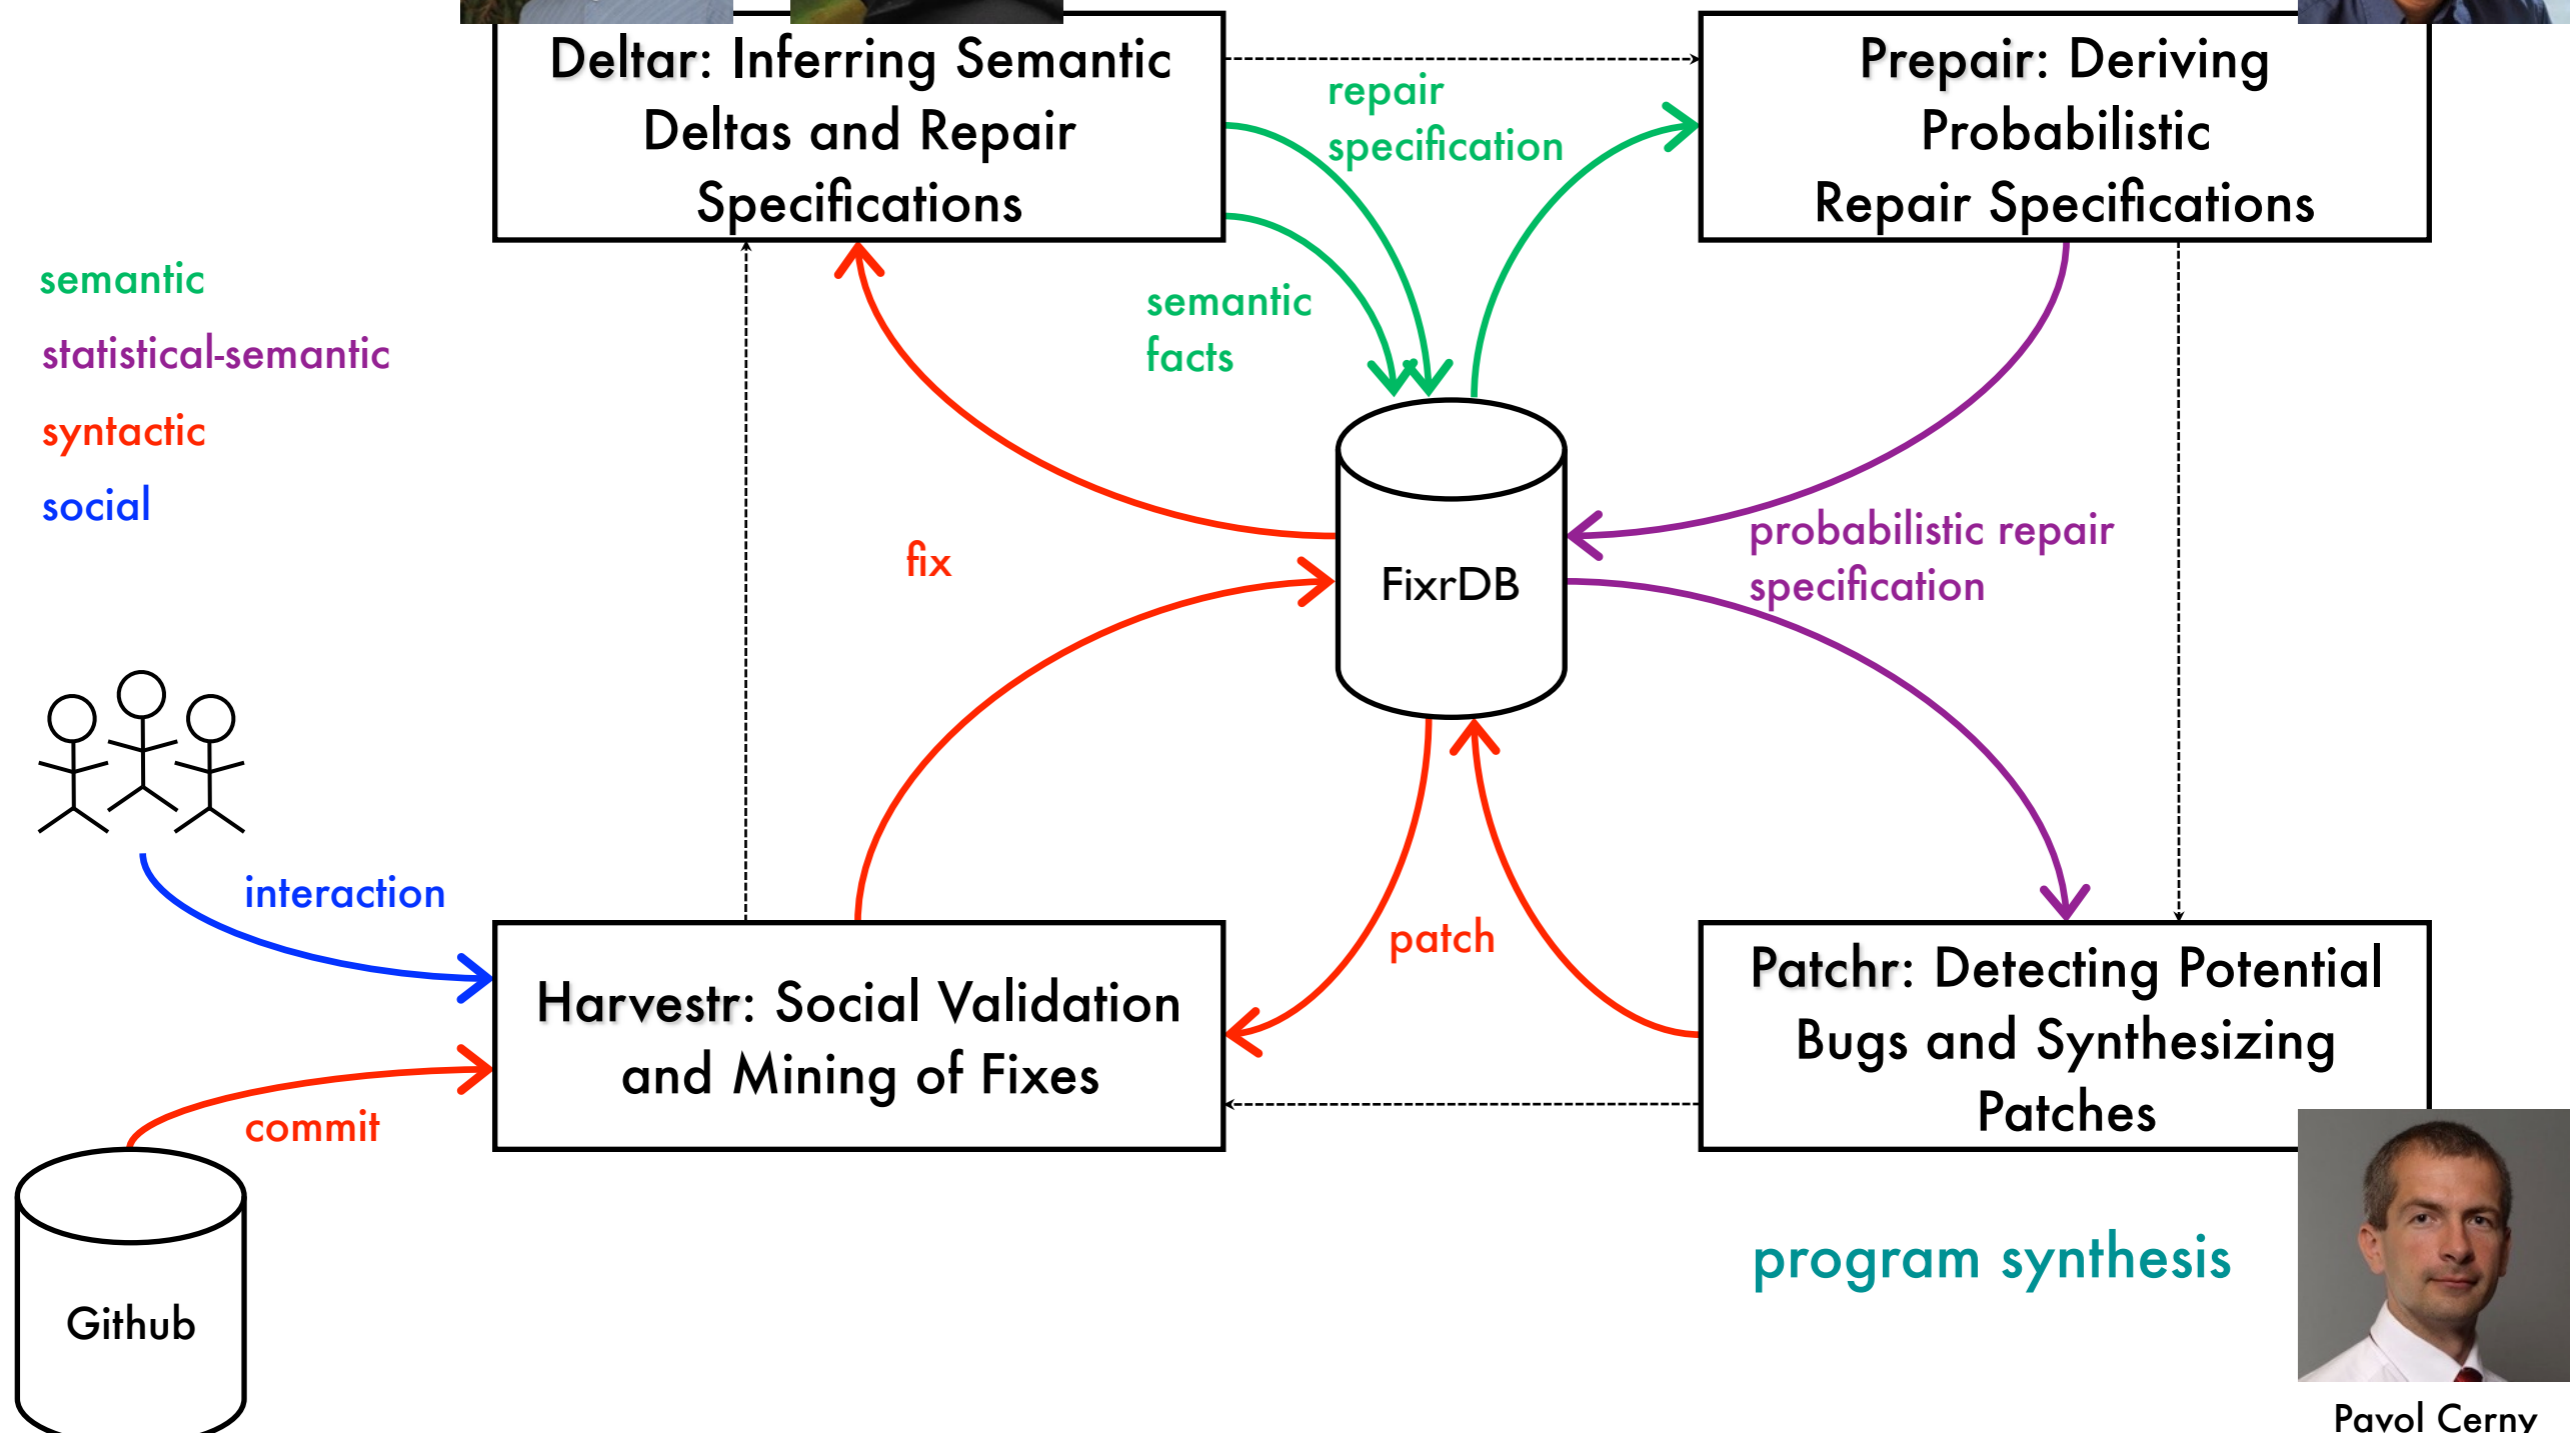 Deltar: Inferring Semantic
Deltas and Repair
Specifications
Prepair: Deriving
Probabilistic
Repair Specifications
repair
specification
semantic
statistical-semantic
syntactic
social
semantic
facts
fix
FixrDB
probabilistic repair
specification
interaction
patch
Harvestr: Social Validation
and Mining of Fixes
Patchr: Detecting Potential
Bugs and Synthesizing
Patches
commit
Github
program synthesis
Pavol Cerny